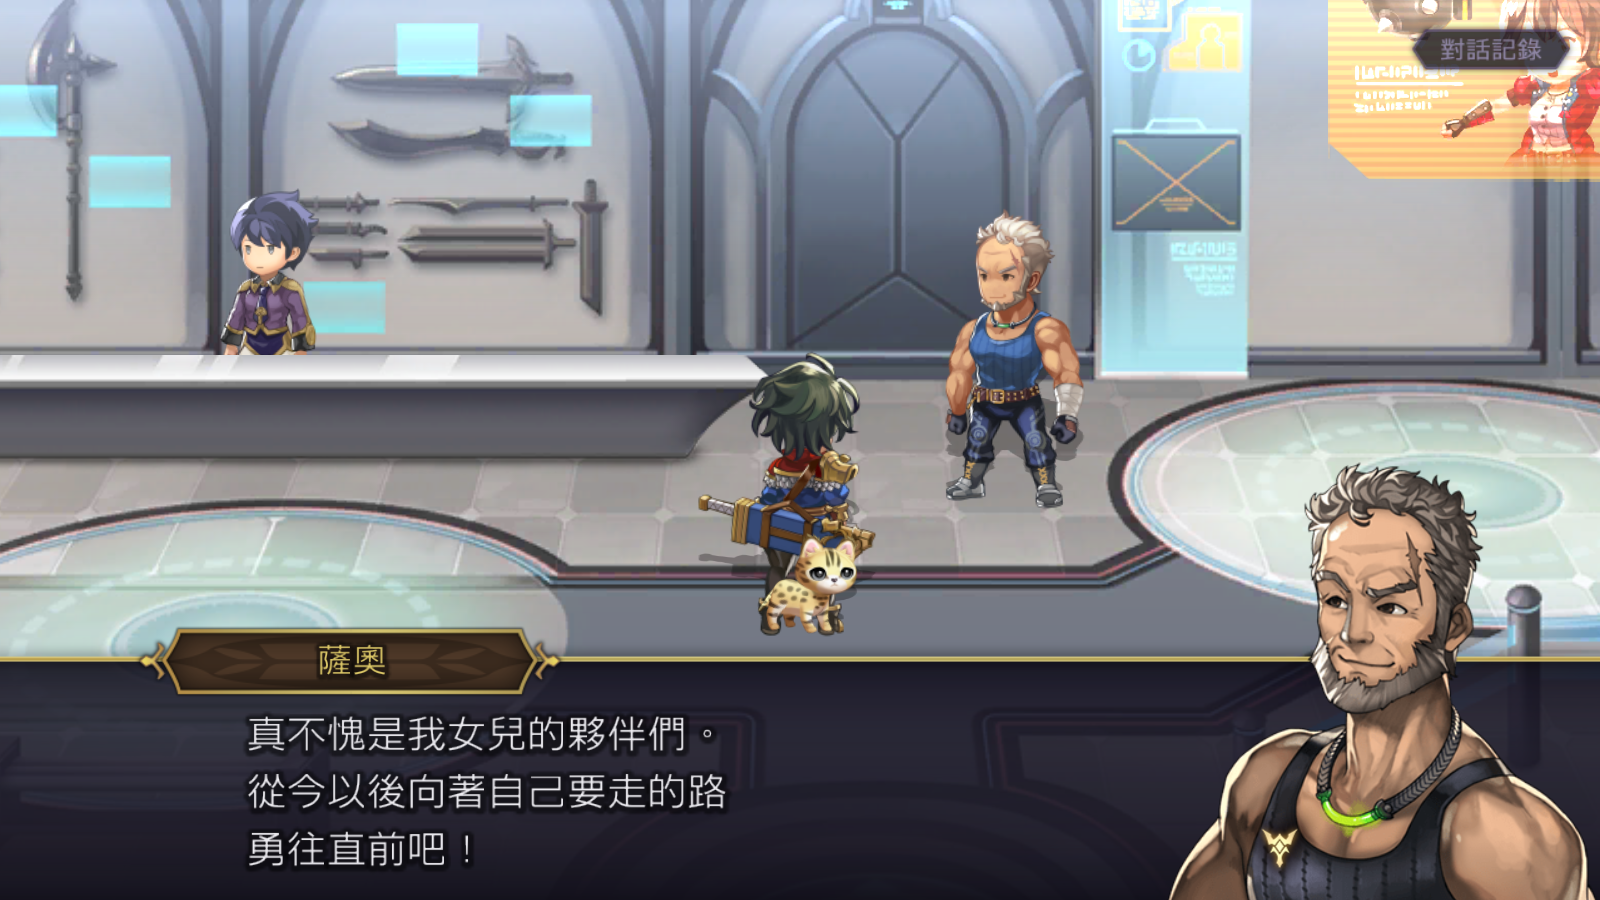 對話記錄
薩奧
真不愧是我女兒的夥伴們。
從今以後向著自己要走的路
勇往直前吧！